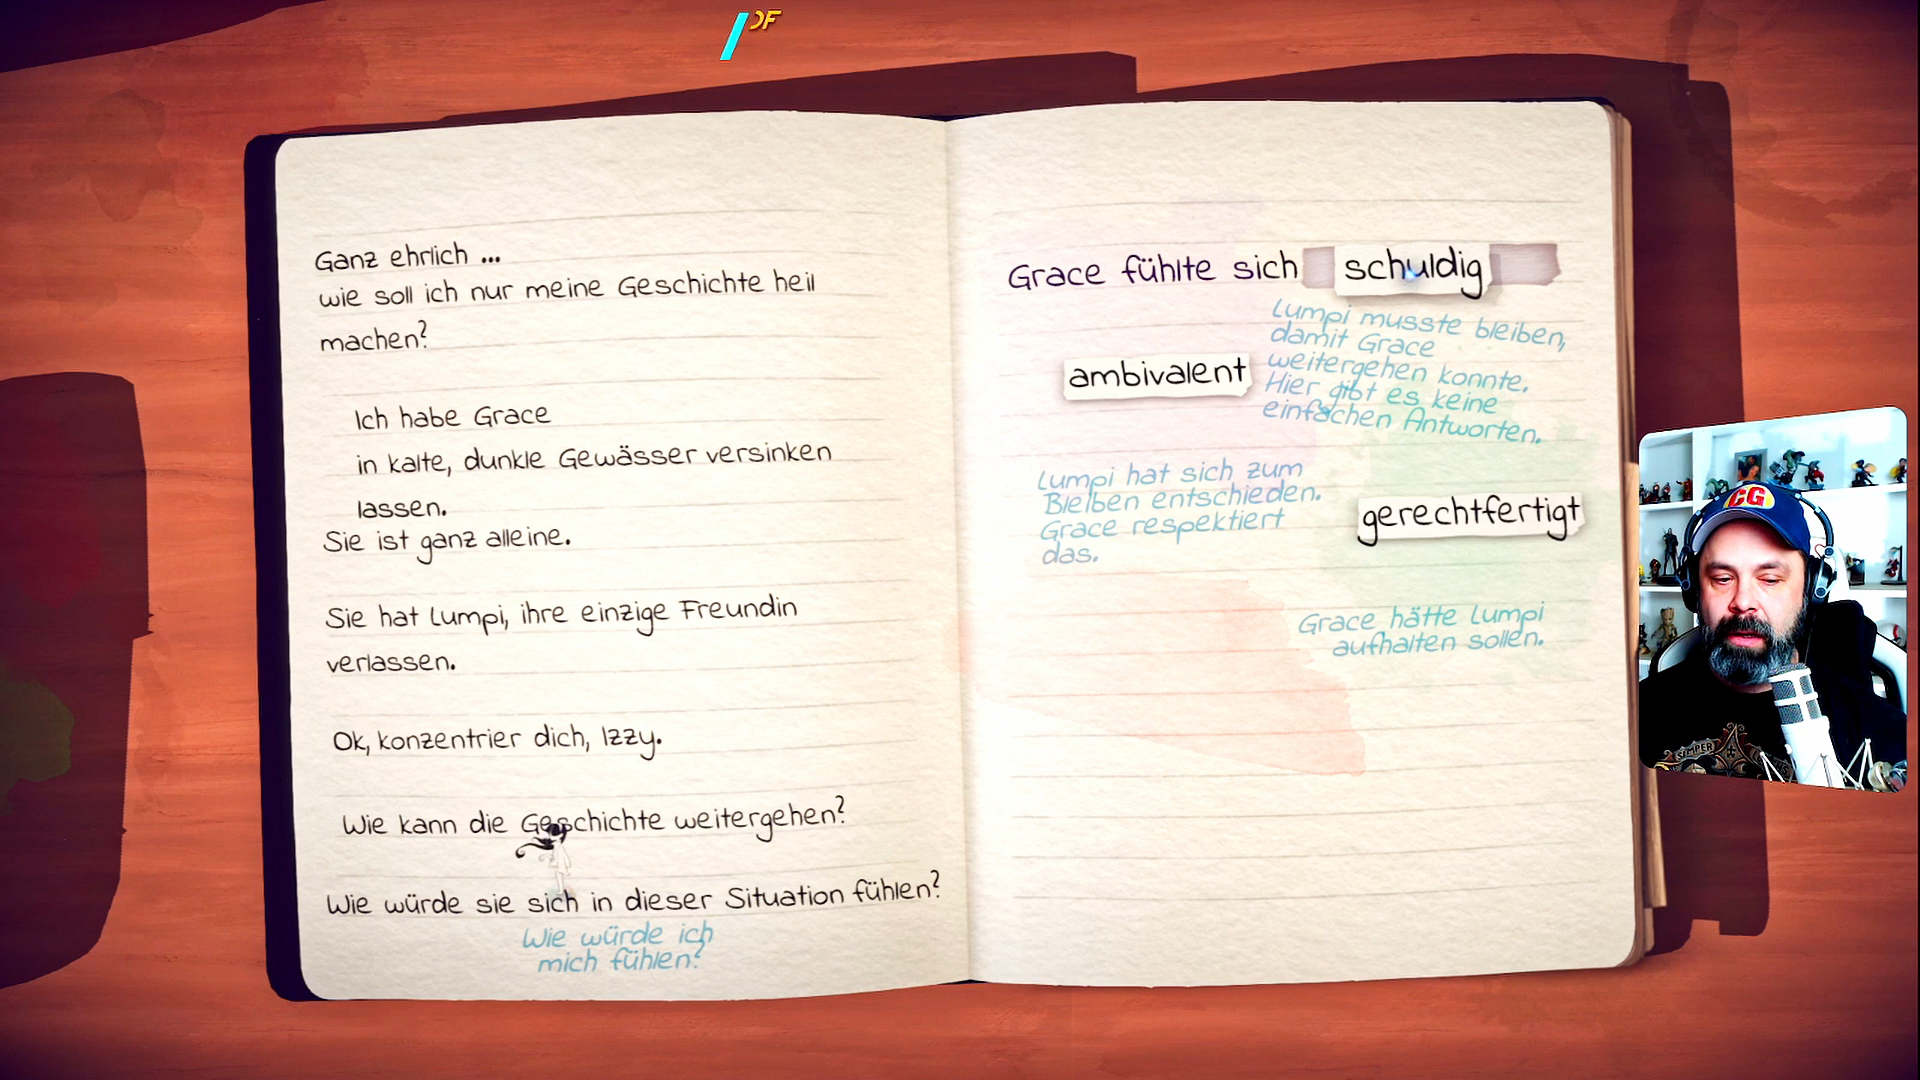 DF
Ganz ehrlich ...
wie soll ich nur meine Geschichte heil
machen?
Ich habe Grace
in kalte, dunkle Gewässer versinken
lassen.
Sie ist ganz alleine.
Sie hat Lumpi, ihre einzige Freundin
verlassen.
Ok, konzentrier dich, Izzy.
Wie kann die Geschichte weitergehen?
Wie würde sie sich in dieser Situation fühlen?
Wie würde ich
mich fühlen?
Grace fühlte sich schuldig
Lumpi musste bleiben,
damit Grace
weitergehen konnte.
Hier gibt es keine
einfachen Antworten.
ambivalent
Lumpi hat sich zum
Bleiben entschieden.
Grace respektiert
das.
gerechtfertigt
Grace hätte Lumpi
aufhalten sollen.
CG
SEMPER